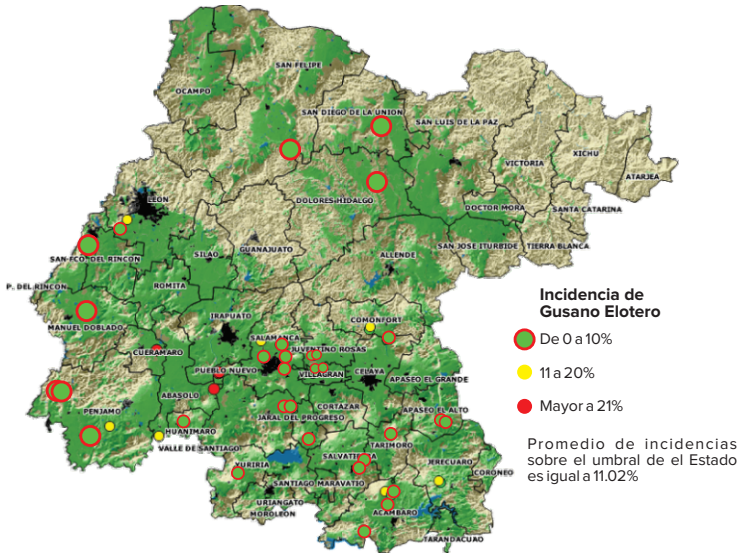 SAN FELIPE
OCAMPO
SAN DIEGO DE LA UNION
SAN LUIS DE LA PAZ
VICTORIA
XICHU
ATARJEA
LEON
DOLORES HIDALGO
DOCTOR MORA
SANTA CATARINA
SAN FCO. DEL RINCON
SILAO
GUANAJUATO
ALLENDE
SAN JOSE ITURBIDE
TIERRA BLANCA
P. DEL RINCON
ROMITA
MANUEL DOBLADO
IRAPUATO
COMONFORT
CUERAMARO
SALAMANCA
JUVENTINO ROSAS
PUEBLO NUEVO
VILLAGRAN
CELAYA
APASEO EL GRANDE
ABASOLO
PENJAMO
CORTAZAR
JARAL DEL PROGRESO
APASEO EL ALTO
HUANIMARO
VALLE DE SANTIAGO
TARIMORO
SALVATIERRA
JERECUARO
CORONEO
YURIRIA
SANTIAGO MARAVATIO
URIANGATO
MOROLEON
ACAMBARO
TARANDACUAO
Incidencia de
Gusano Elotero
De 0 a 10%
11 a 20%
Mayor a 21%
Promedio de incidencias
sobre el umbral de el Estado
es igual a 11.02%